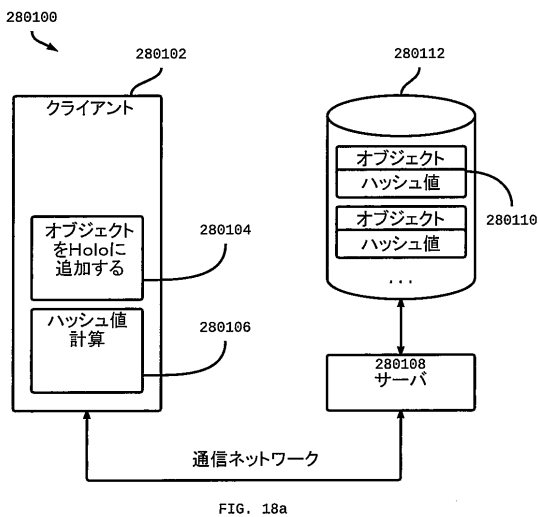 280100
280102
クライアント
オブジェクト
をHoloに
追加する
280104
ハッシュ値
計算
280106
280112
オブジェクト
ハッシュ値
280110
オブジェクト
ハッシュ値
...
280108
サーバ
通信ネットワーク
FIG. 18a